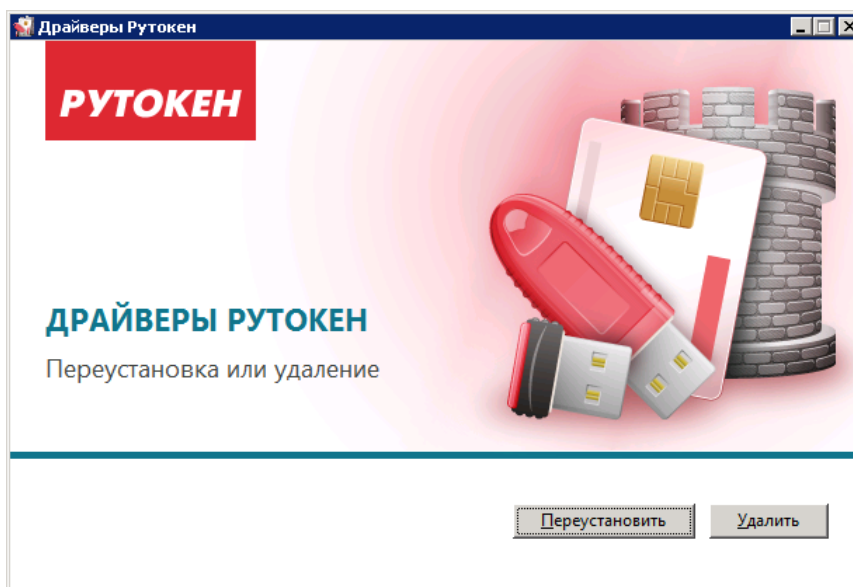 Драйверы Рутокен
РУТОКЕН
ДРАЙВЕРЫ РУТОКЕН
Переустановка или удаление
Переустановить
Удалить